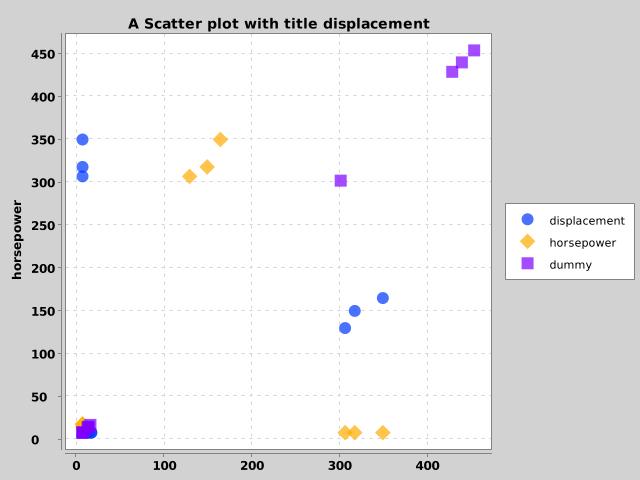 A Scatter plot with title displacement
450
400
350
300
250
200
150
100
50
0
horsepower
0 100 200 300 400
displacement
horsepower
dummy